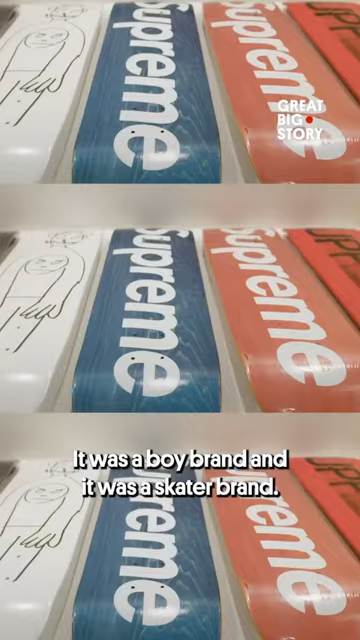 Supreme
Supreme
GREAT
BIG
STORY
Supreme
Supreme
It was a boy brand and
it was a skater brand.
Supreme
Supreme